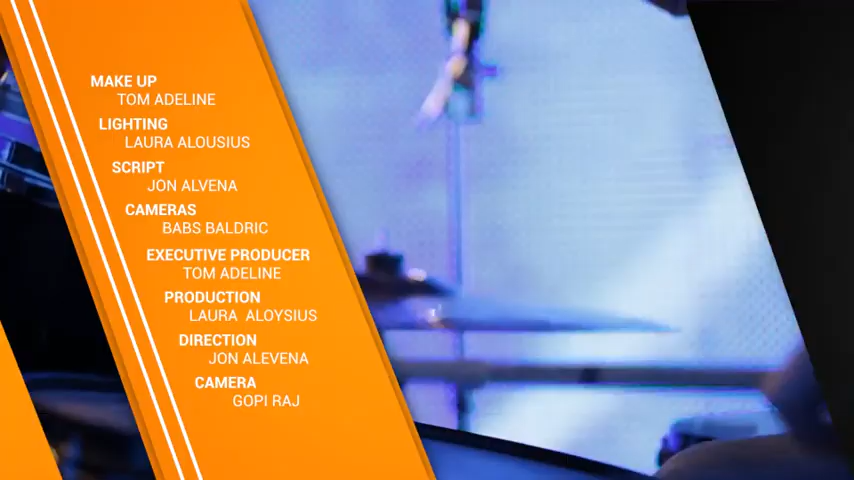 MAKE UP
TOM ADELINE
LIGHTING
LAURA ALOUSIUS
SCRIPT
JON ALVENA
CAMERAS
BABS BALDRIC
EXECUTIVE PRODUCER
TOM ADELINE
PRODUCTION
LAURA  ALOYSIUS
DIRECTION
JON ALEVENA
CAMERA
GOPI RAJ